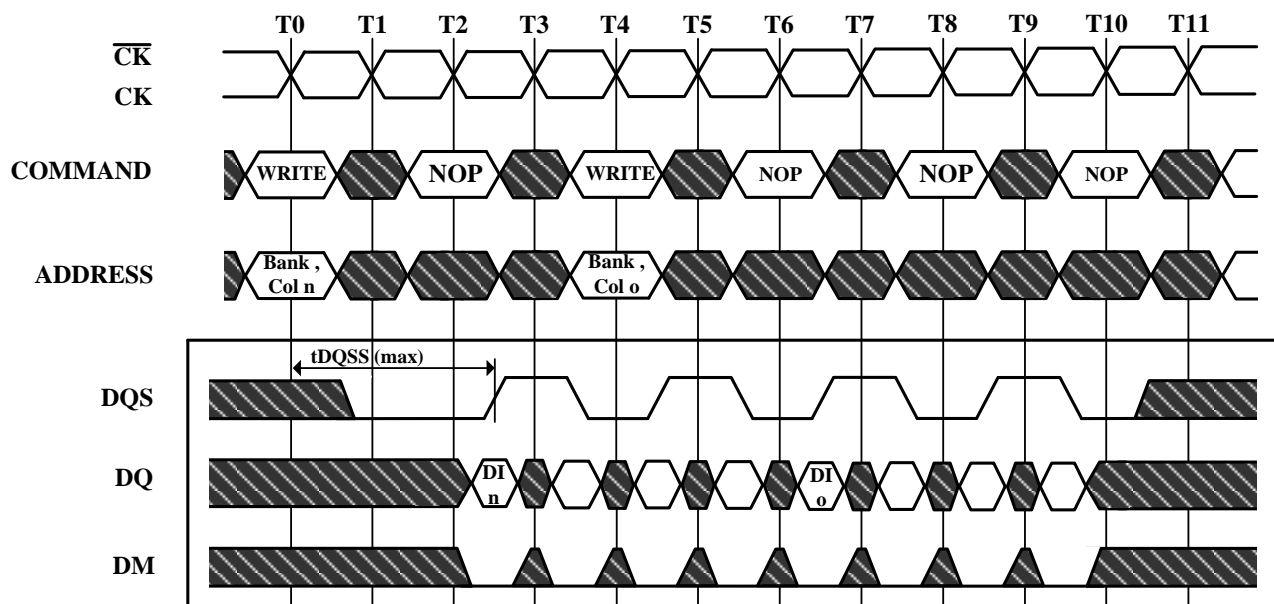 T0 T1 T2 T3 T4 T5 T6 T7 T8 T9 T10 T11
CK
CK
COMMAND WRITE NOP WRITE NOP NOP NOP
ADDRESS Bank , Col n Bank , Col o
tDQSS (max)
DQS
DQ DI n DI o
DM